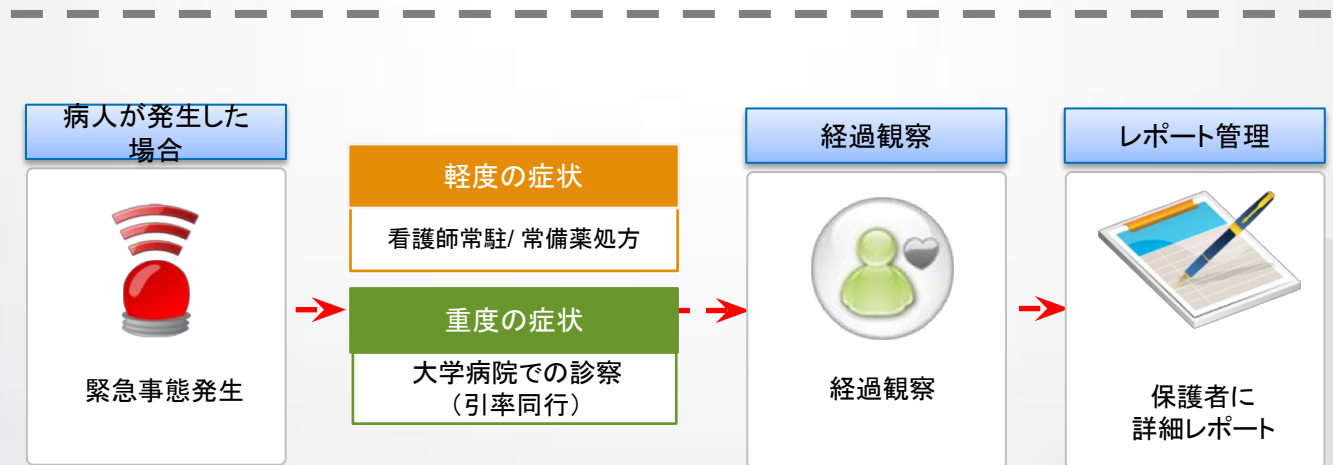 病人が発生した
場合
緊急事態発生
軽度の症状
看護師常駐/ 常備薬処方
重度の症状
大学病院での診察
（引率同行）
経過観察
経過観察
レポート管理
保護者に
詳細レポート